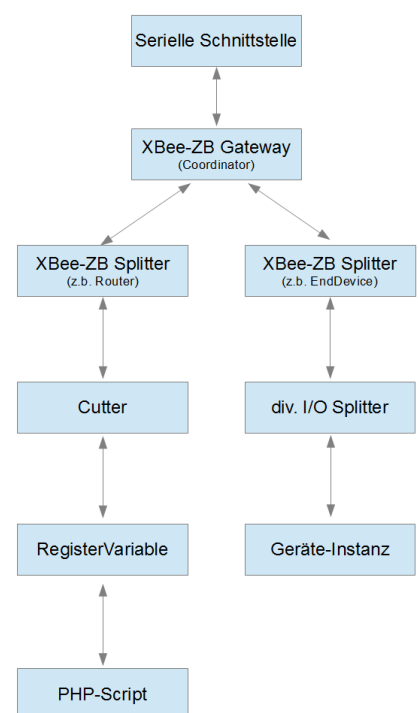 Serielle Schnittstelle
XBee-ZB Gateway
(Coordinator)
XBee-ZB Splitter
(z.b. Router)
XBee-ZB Splitter
(z.b. EndDevice)
Cutter
div. I/O Splitter
RegisterVariable
Geräte-Instanz
PHP-Script